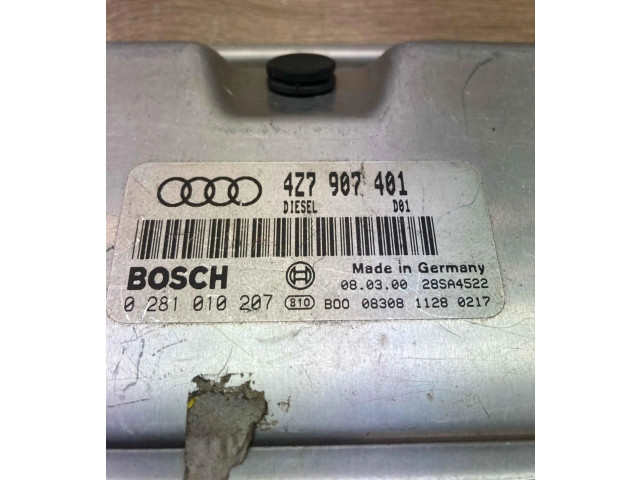 4Z7 907 401
DIESEL D01
BOSCH
Made in Germany
08.03.00 28SA4522
0 281 010 207 810 B00 08308 1128 0217